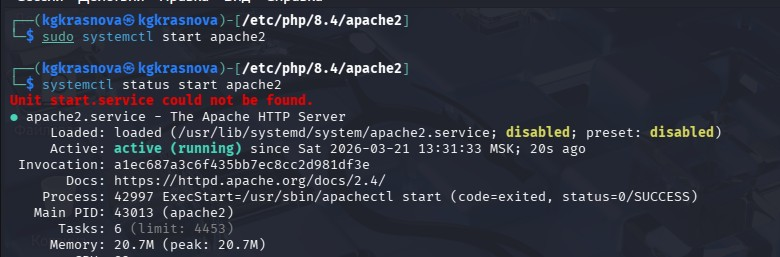 ┌──(kgkrasnova㉿kgkrasnova)-[/etc/php/8.4/apache2]
└─$ sudo systemctl start apache2
┌──(kgkrasnova㉿kgkrasnova)-[/etc/php/8.4/apache2]
└─$ systemctl status start apache2
Unit start.service could not be found.
● apache2.service - The Apache HTTP Server
Loaded: loaded (/usr/lib/systemd/system/apache2.service; disabled; preset: disabled)
Active: active (running) since Sat 2026-03-21 13:31:33 MSK; 20s ago
Invocation: a1ec687a3c6f435bb7ec8cc2d981df3e
Docs: https://httpd.apache.org/docs/2.4/
Process: 42997 ExecStart=/usr/sbin/apachectl start (code=exited, status=0/SUCCESS)
Main PID: 43013 (apache2)
Tasks: 6 (limit: 4453)
Memory: 20.7M (peak: 20.7M)